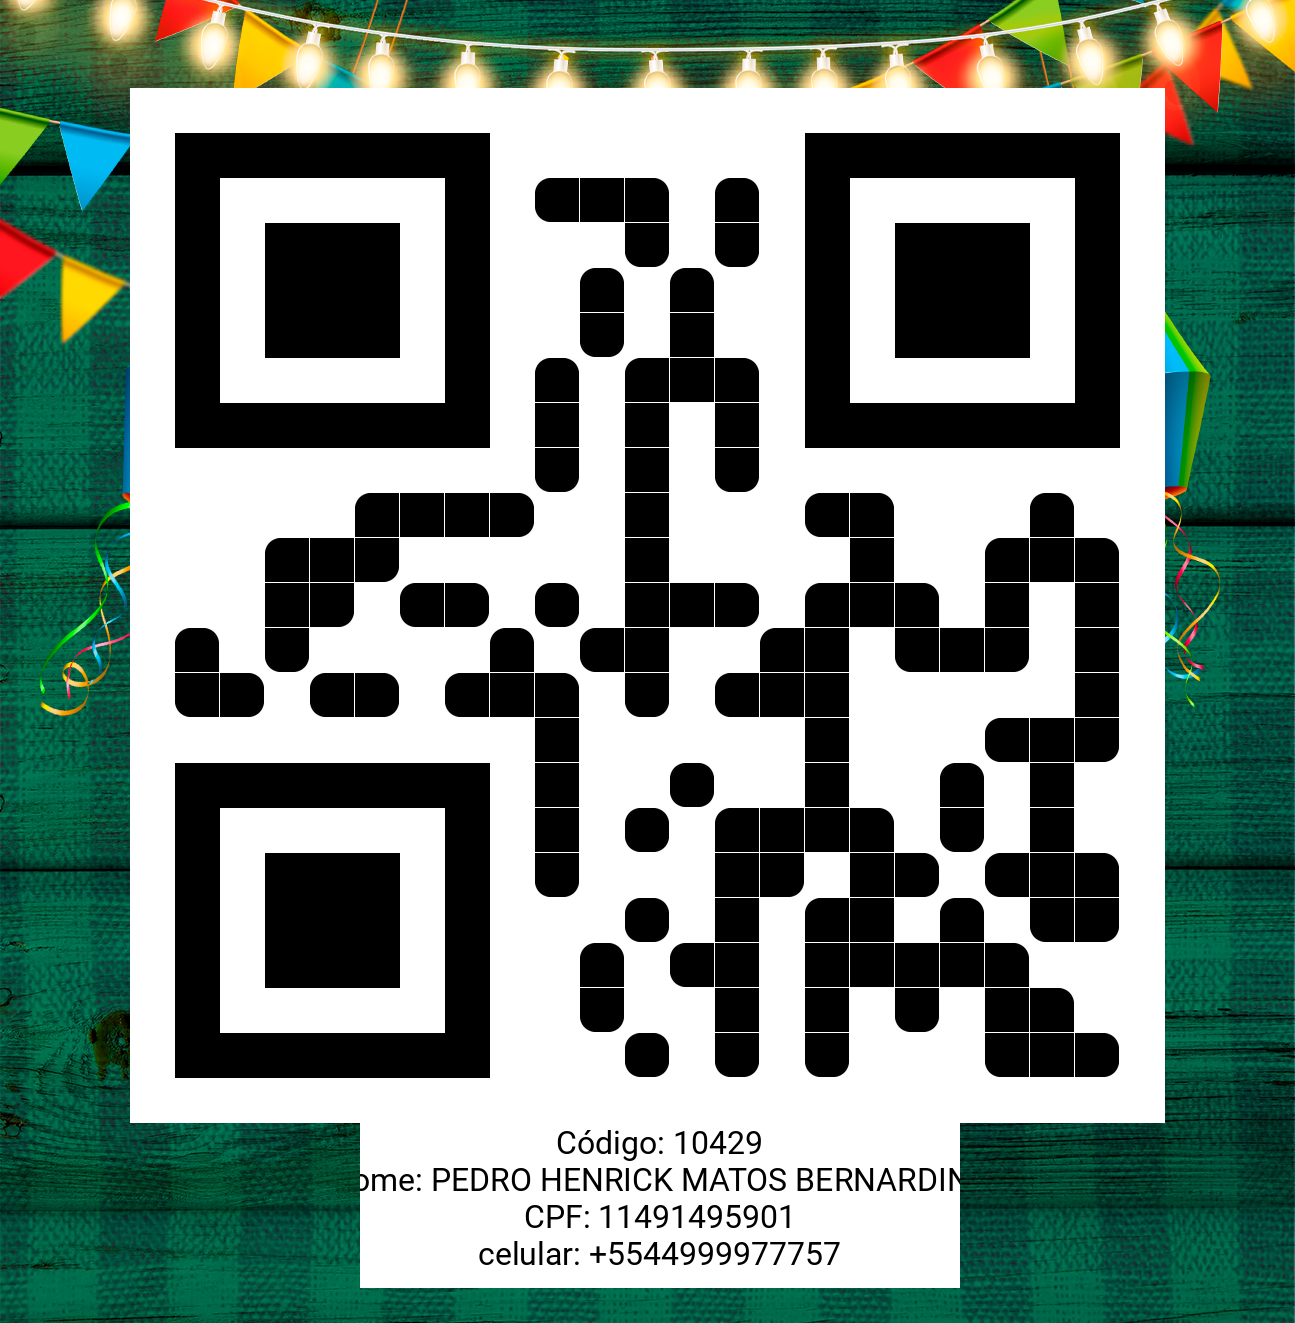 Código: 10429
ome: PEDRO HENRICK MATOS BERNARDIN
CPF: 11491495901
celular: +5544999977757